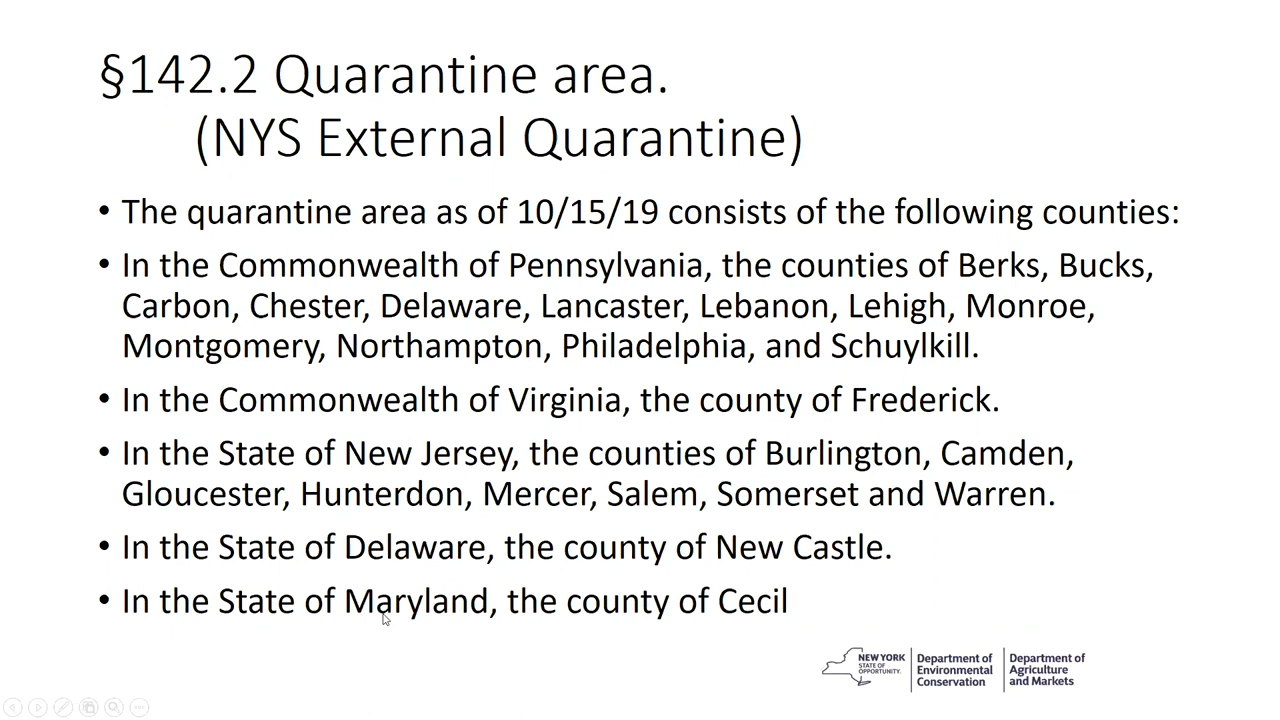 §142.2 Quarantine area.
(NYS External Quarantine)
• The quarantine area as of 10/15/19 consists of the following counties:
• In the Commonwealth of Pennsylvania, the counties of Berks, Bucks,
Carbon, Chester, Delaware, Lancaster, Lebanon, Lehigh, Monroe,
Montgomery, Northampton, Philadelphia, and Schuylkill.
• In the Commonwealth of Virginia, the county of Frederick.
• In the State of New Jersey, the counties of Burlington, Camden,
Gloucester, Hunterdon, Mercer, Salem, Somerset and Warren.
• In the State of Delaware, the county of New Castle.
• In the State of Maryland, the county of Cecil
NEW YORK
STATE OF
OPPORTUNITY.
Department of
Environmental
Conservation
Department of
Agriculture
and Markets